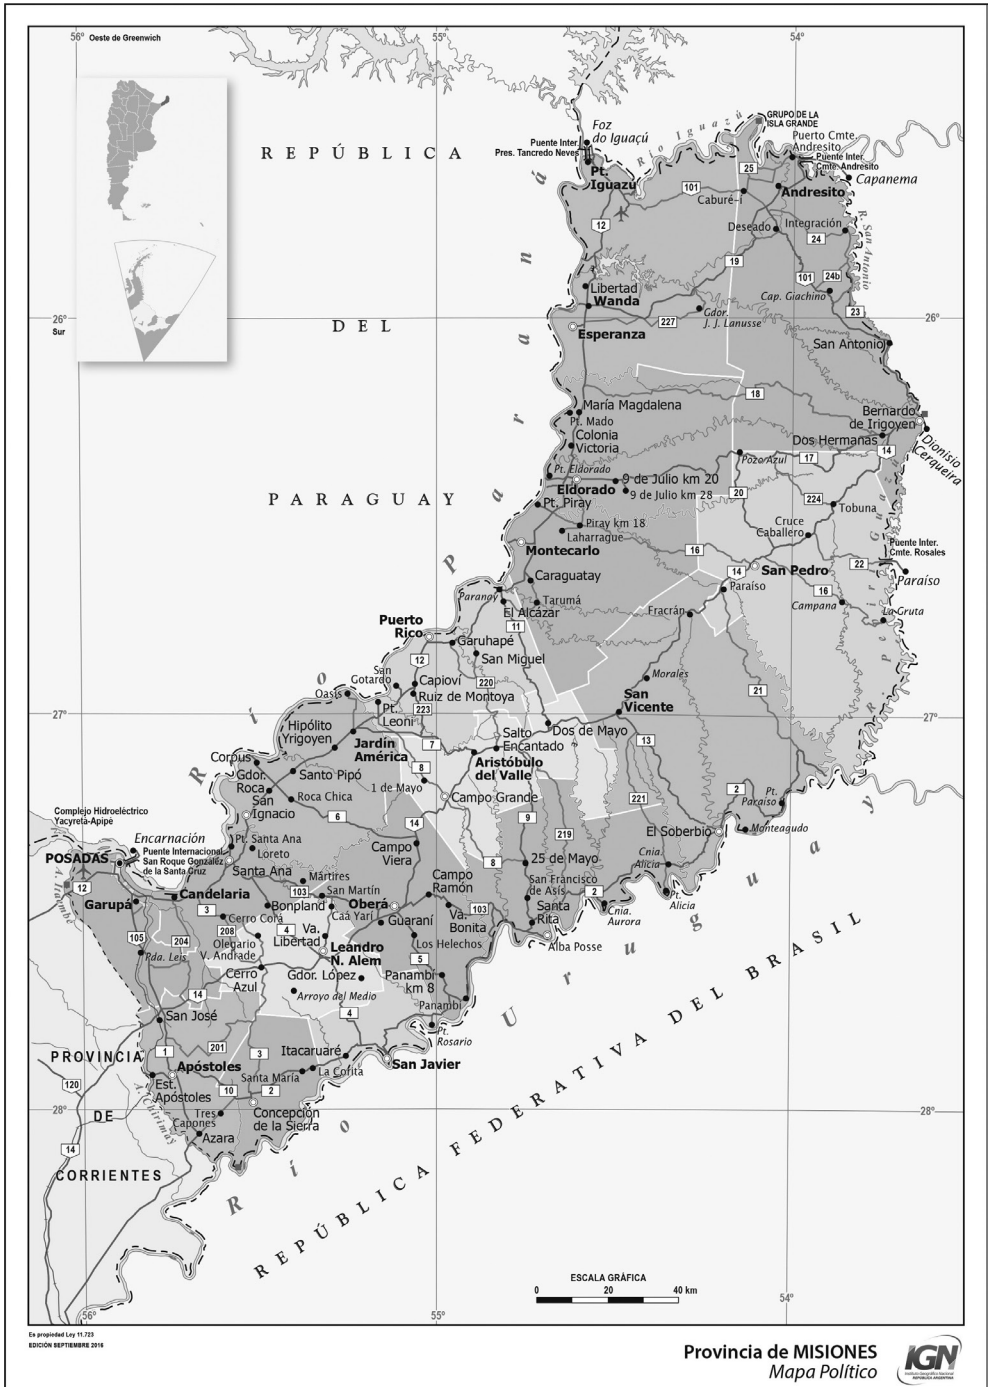 56°
Oeste de Greenwich
55°
54°
GRUPO DE LA
ISLA GRANDE
Foz
do Iguaçú
Río Iguazú
Puerto Cmte.
Andresito
Puente Inter.
Pres. Tancredo Neves
Puente Inter.
Cmte. Andresito
REPÚBLICA
Pt.
Iguazú
25
Capanema
101
Caburé-í
Andresito
12
Deseado
Integración
24
R. San Antonio
19
101
24b
Libertad
Cap. Giachino
Wanda
Gdor.
J. J. Lanusse
23
26°
Sur
DEL
227
26°
Esperanza
San Antonio
18
María Magdalena
Bernardo
de Irigoyen
Pt. Mado
Colonia
Victoria
Dos Hermanas
14
Dionisio
Cerqueira
Pozo Azul
17
Pt. Eldorado
9 de Julio km 20
PARAGUAY
Eldorado
9 de Julio km 28
20
224
Pt. Piray
Tobuna
Piray km 18
Cruce
Caballero
Laharrague
Puente Inter.
Cmte. Rosales
Montecarlo
16
22
14
San Pedro
Paraíso
Caraguatay
Paraíso
16
Paranay
Tarumá
Campana
El Alcázar
Fracrán
La Gruta
Puerto
Rico
11
R. Pepirí Guazú
Garuhapé
12
San Miguel
San
Gotardo
Capioví
220
Morales
Oasis
Ruiz de Montoya
21
San
Vicente
Pt.
Leoni
223
27°
27°
Hipólito
Yrigoyen
Salto
Encantado
Dos de Mayo
Jardín
América
7
13
Corpus
Aristóbulo
del Valle
Río Paraná
Gdor.
Roca
Santo Pipó
8
1 de Mayo
2
Pt.
Paraíso
Roca Chica
Campo Grande
221
San
Ignacio
Complejo Hidroeléctrico
Yacyretá-Apipé
6
14
9
El Soberbio
Monteagudo
219
Encarnación
Pt. Santa Ana
Campo
Viera
Puente Internacional
San Roque González
de la Santa Cruz
Loreto
8
25 de Mayo
Cnia.
Alicia
POSADAS
Santa Ana
Mártires
Campo
Ramón
San Francisco
de Asís
12
103
San Martín
2
Pt.
Alicia
Candelaria
Garupá
Bonpland
Oberá
103
Santa
Rita
Cnia.
Aurora
3
Caá Yarí
Va.
Bonita
Cerro Corá
Guaraní
208
105
204
4
Va.
Libertad
Los Helechos
Alba Posse
Olegario
V. Andrade
Leandro
N. Alem
Pda. Leis
5
Cerro
Azul
Gdor. López
Panambí
km 8
14
Arroyo del Medio
Panambí
4
San José
Pt.
Rosario
Río Uruguay
201
PROVINCIA
1
3
Itacaruaré
Apóstoles
San Javier
La Cofita
Santa María
120
Est.
Apóstoles
10
2
A. Chirimay
DE
Concepción
de la Sierra
28°
Tres
Capones
Azara
14
CORRIENTES
REPÚBLICA FEDERATIVA DEL BRASIL
ESCALA GRÁFICA
0
20
40 km
56°
55°
54°
Es propiedad Ley 11.723
EDICIÓN SEPTIEMBRE 2016
Provincia de MISIONES
Mapa Político
IGN
Instituto Geográfico Nacional
REPÚBLICA ARGENTINA